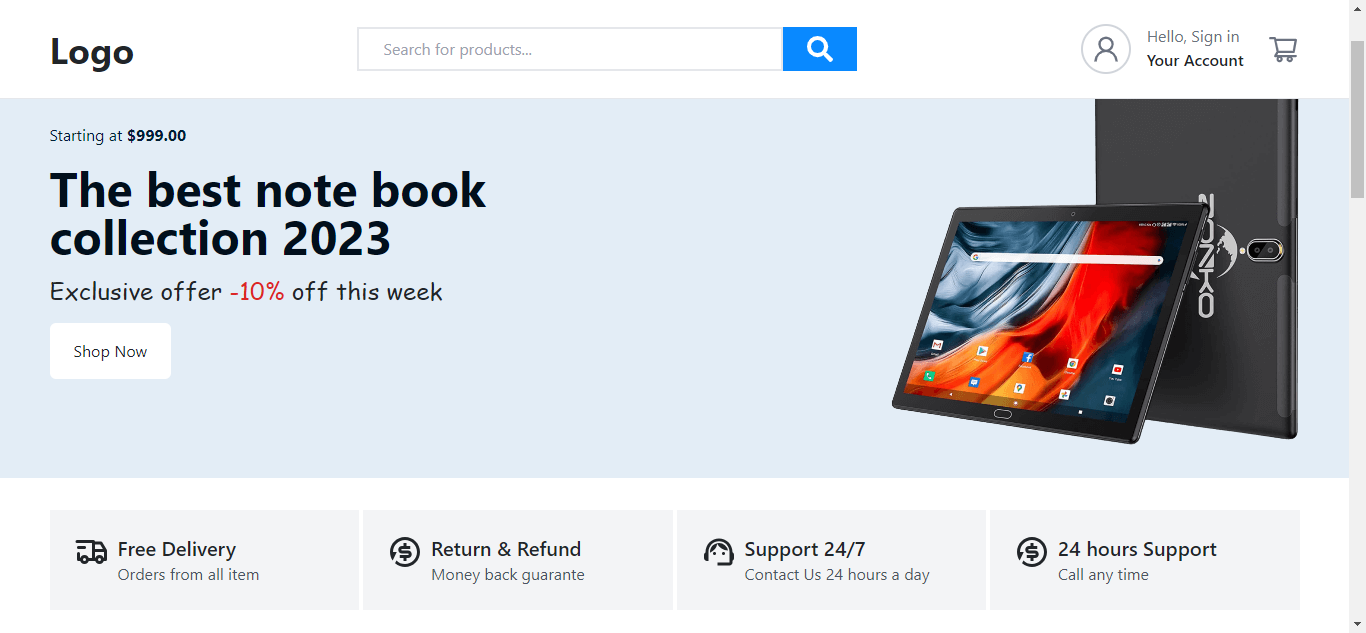 Logo
Search for products...
Hello, Sign in
Your Account
Starting at $999.00
The best note book
collection 2023
Exclusive offer -10% off this week
Shop Now
Free Delivery
Orders from all item
Return & Refund
Money back guarante
Support 24/7
Contact Us 24 hours a day
24 hours Support
Call any time